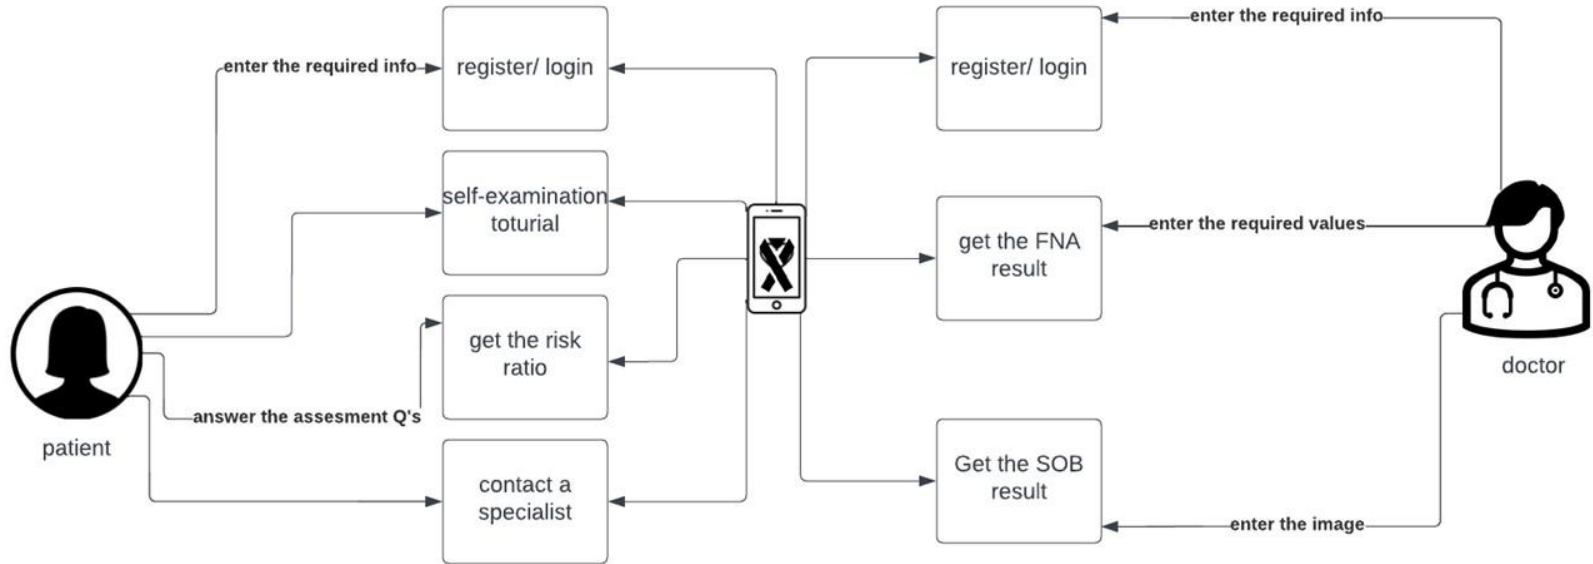 enter the required info
register/ login
self-examination
toturial
get the risk
ratio
answer the assesment Q's
contact a
specialist
patient
enter the required info
register/ login
get the FNA
result
enter the required values
Get the SOB
result
enter the image
doctor